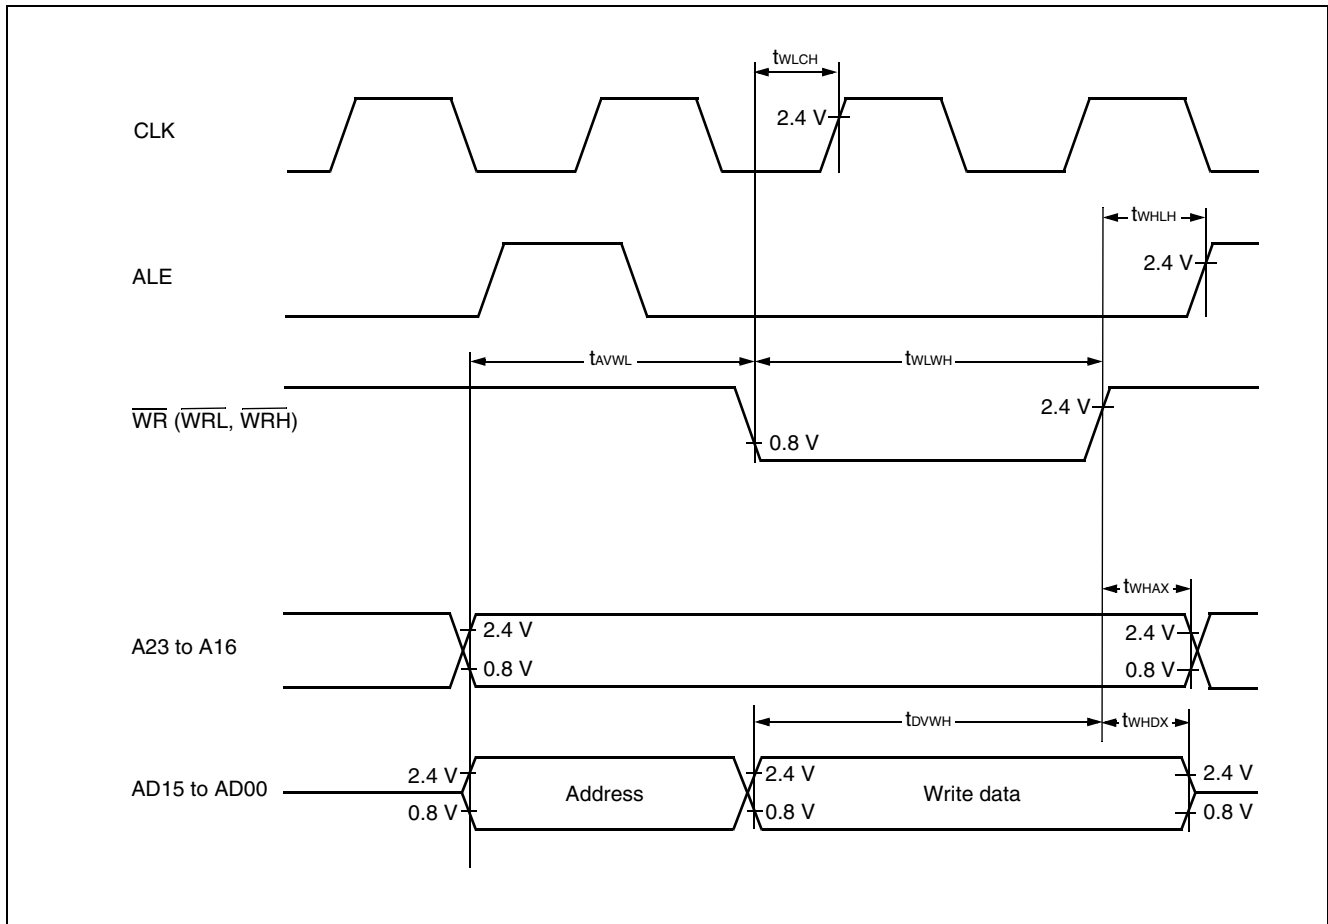 tWLCH
CLK
2.4 V
tWHLH
ALE
2.4 V
tAVWL
tWLWH
WR (WRL, WRH)
2.4 V
0.8 V
tWHAX
A23 to A16
2.4 V
2.4 V
0.8 V
0.8 V
tDVWH
tWHDX
AD15 to AD00
2.4 V
2.4 V
2.4 V
Address
Write data
0.8 V
0.8 V
0.8 V